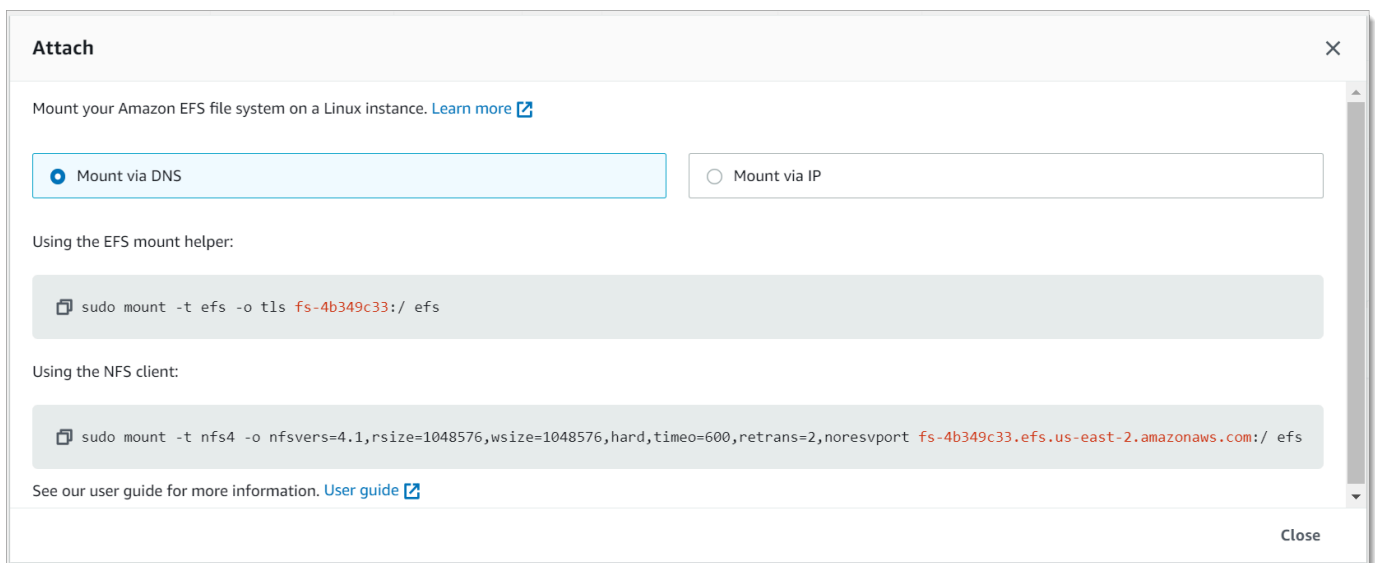 Attach
Mount your Amazon EFS file system on a Linux instance. Learn more
Mount via DNS
Mount via IP
Using the EFS mount helper:
sudo mount -t efs -o tls fs-4b349c33:/ efs
Using the NFS client:
sudo mount -t nfs4 -o nfsvers=4.1,rsize=1048576,wsize=1048576,hard,timeo=600,retrans=2,noresvport fs-4b349c33.efs.us-east-2.amazonaws.com:/ efs
See our user guide for more information. User guide
Close